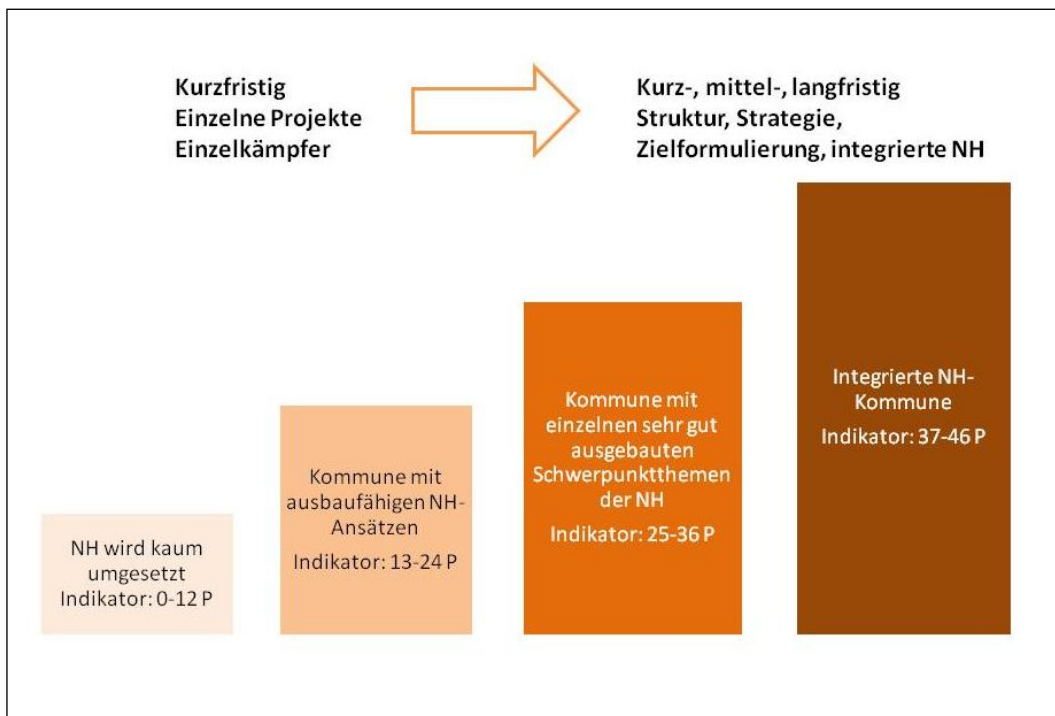 Kurzfristig
Einzelne Projekte
Einzelkämpfer
Kurz-, mittel-, langfristig
Struktur, Strategie,
Zielformulierung, integrierte NH
NH wird kaum
umgesetzt
Indikator: 0-12 P
Kommune mit
ausbaufähigen NH-
Ansätzen
Indikator: 13-24 P
Kommune mit
einzelnen sehr gut
ausgebauten
Schwerpunktthemen
der NH
Indikator: 25-36 P
Integrierte NH-
Kommune
Indikator: 37-46 P